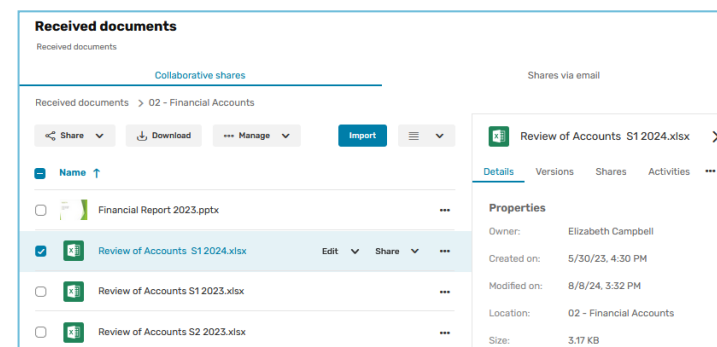 Received documents
Received documents
Collaborative shares
Shares via email
Received documents > 02 - Financial Accounts
Share
Download
Manage
Import
Name ↑
Financial Report 2023.pptx
Review of Accounts S1 2024.xlsx
Edit
Share
Review of Accounts S1 2023.xlsx
Review of Accounts S2 2023.xlsx
Review of Accounts S1 2024.xlsx
Details Versions Shares Activities
Properties
Owner: Elizabeth Campbell
Created on: 5/30/23, 4:30 PM
Modified on: 8/8/24, 3:32 PM
Location: 02 - Financial Accounts
Size: 3.17 KB